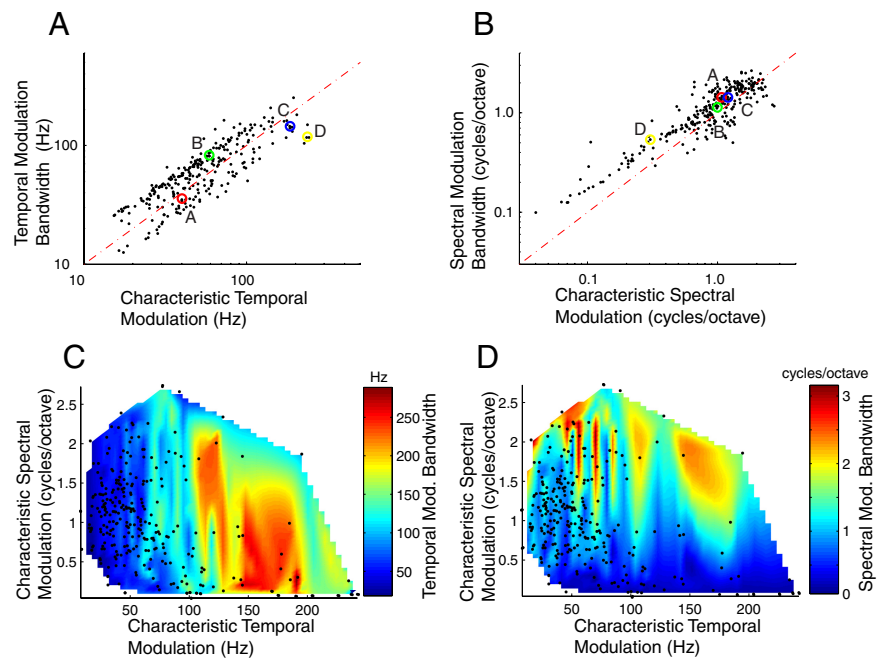 A
Temporal Modulation
Bandwidth (Hz)
100
10
10
100
A
B
C
D
Characteristic Temporal
Modulation (Hz)
B
Spectral Modulation
Bandwidth (cycles/octave)
1.0
0.1
0.1
1.0
A
B
C
D
Characteristic Spectral
Modulation (cycles/octave)
C
Characteristic Spectral
Modulation (cycles/octave)
2.5
2
1.5
1
0.5
50
100
150
200
Characteristic Temporal
Modulation (Hz)
Hz
250
200
150
100
50
Temporal Mod. Bandwidth
D
Characteristic Spectral
Modulation (cycles/octave)
2.5
2
1.5
1
0.5
50
100
150
200
Characteristic Temporal
Modulation (Hz)
cycles/octave
3
2
1
0
Spectral Mod. Bandwidth